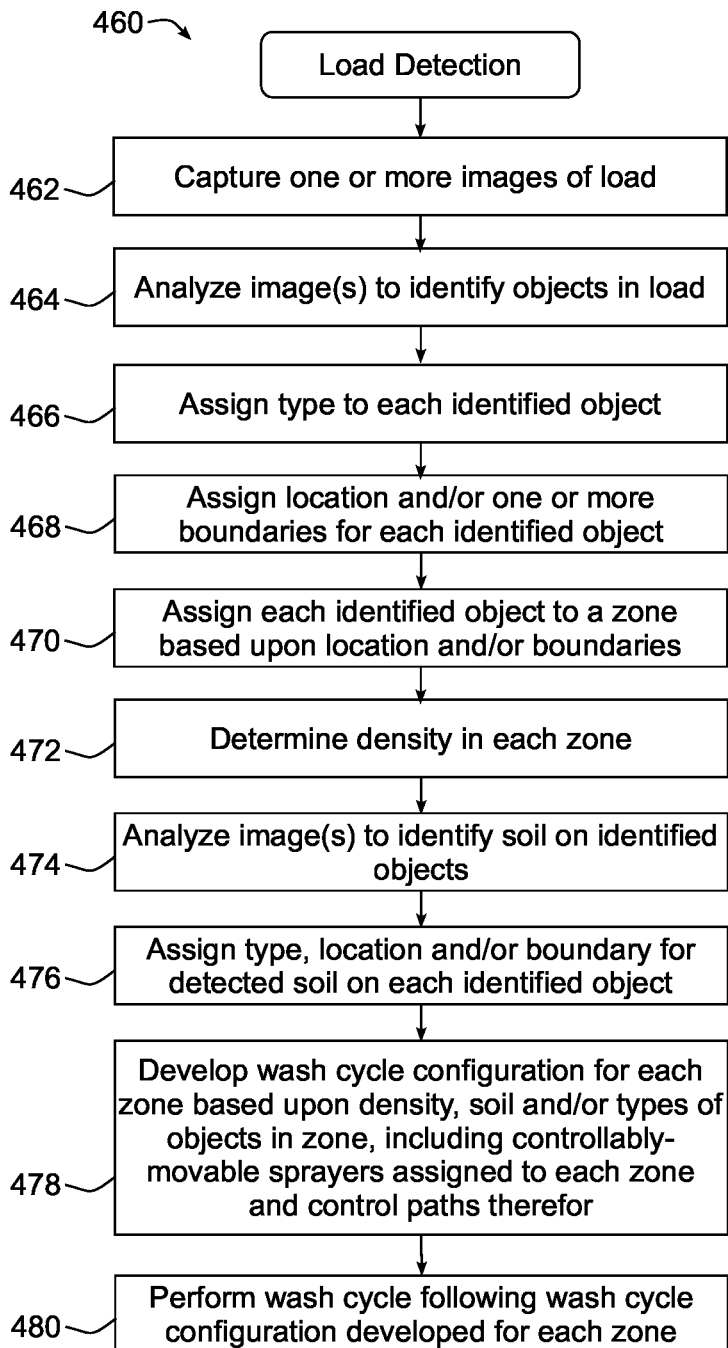 460
Load Detection
462
Capture one or more images of load
464
Analyze image(s) to identify objects in load
466
Assign type to each identified object
468
Assign location and/or one or more
boundaries for each identified object
470
Assign each identified object to a zone
based upon location and/or boundaries
472
Determine density in each zone
474
Analyze image(s) to identify soil on identified
objects
476
Assign type, location and/or boundary for
detected soil on each identified object
478
Develop wash cycle configuration for each
zone based upon density, soil and/or types of
objects in zone, including controllably-
movable sprayers assigned to each zone
and control paths therefor
480
Perform wash cycle following wash cycle
configuration developed for each zone